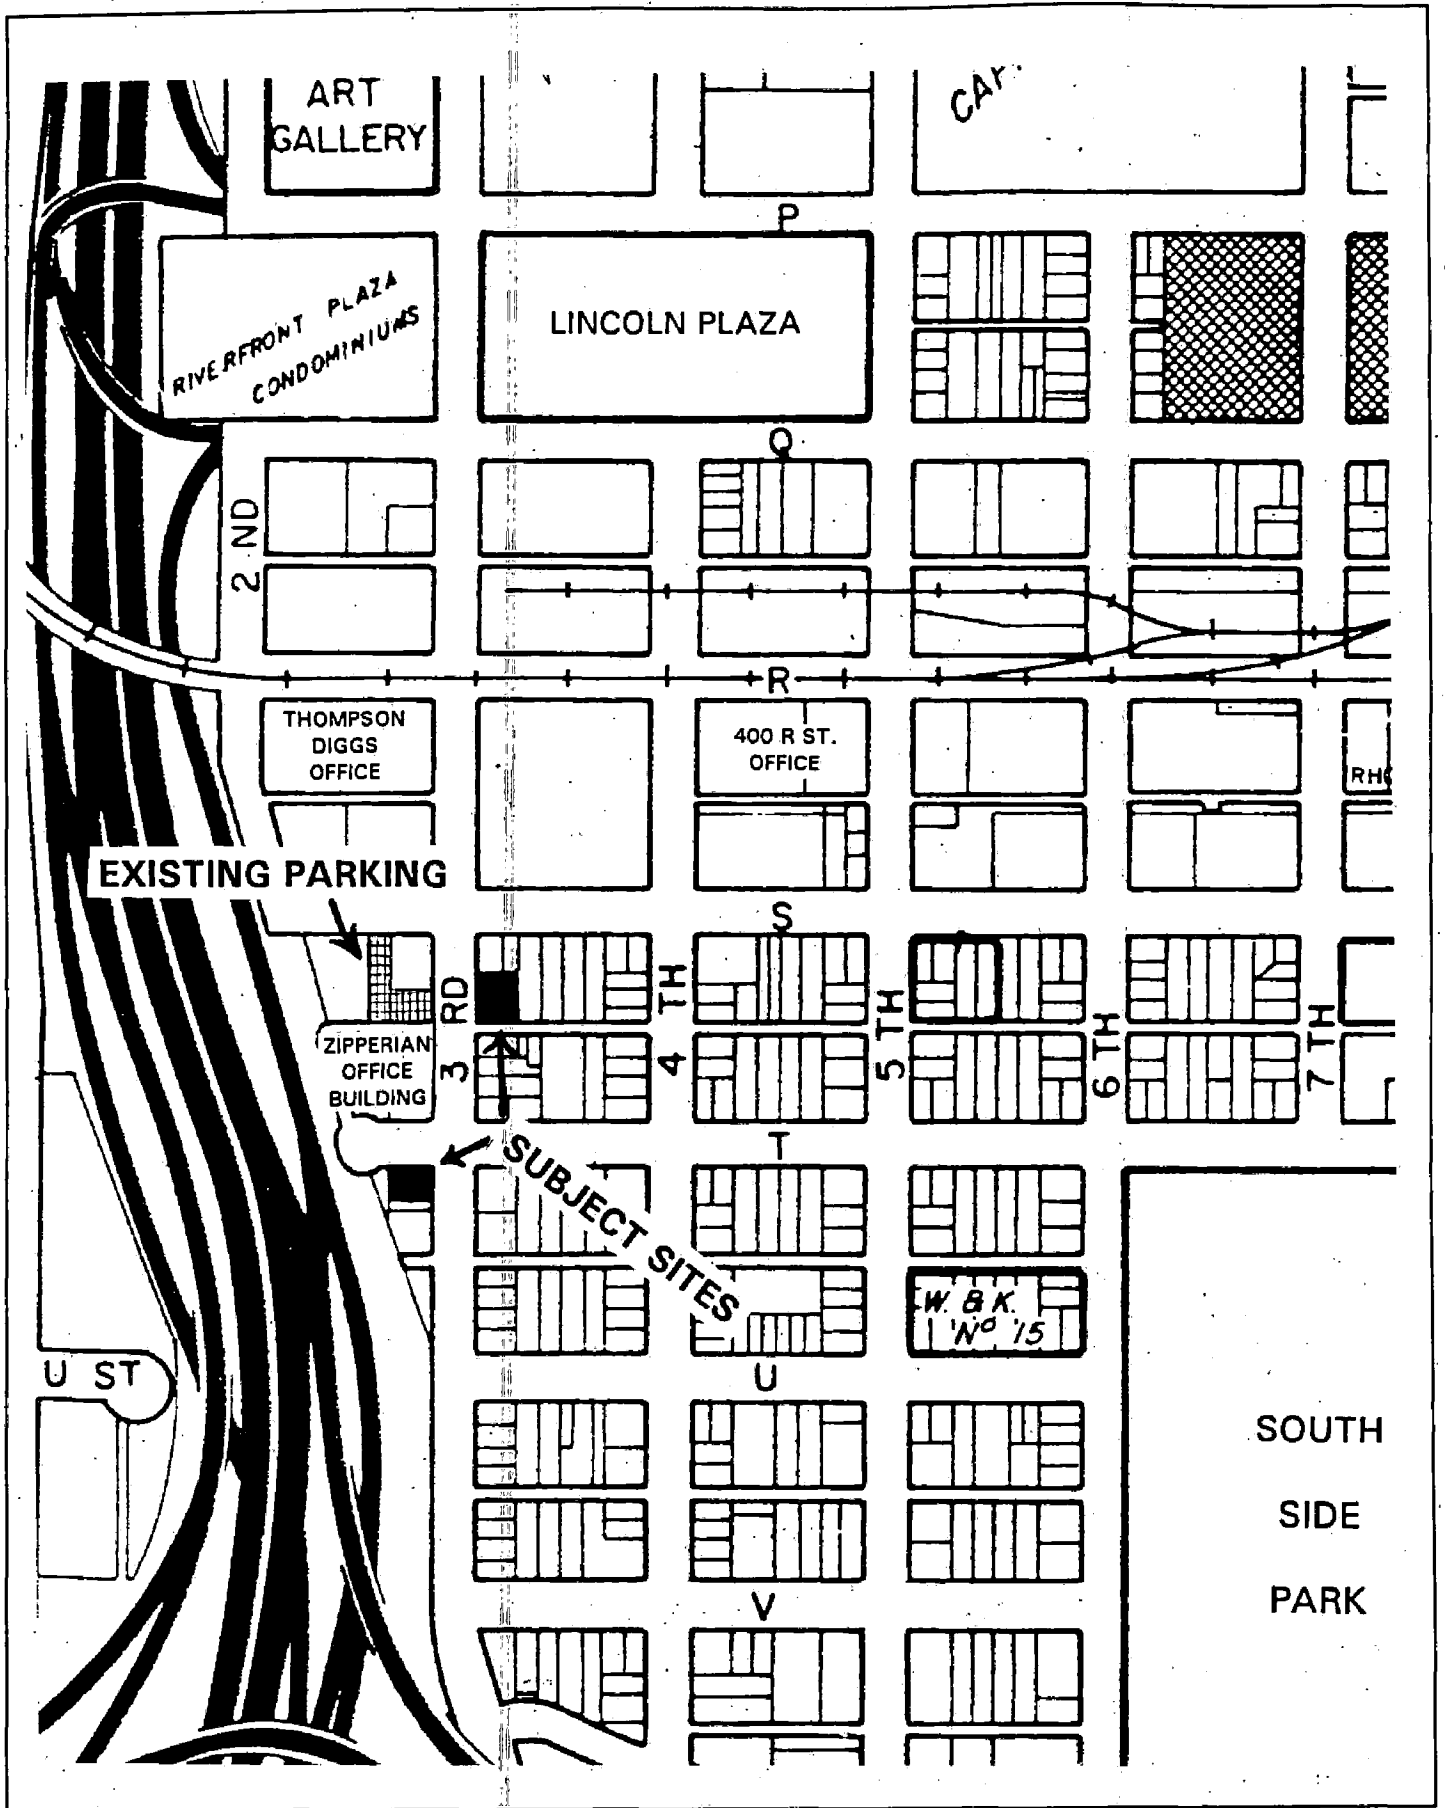 ART
GALLERY
CAP
P
RIVERFRONT PLAZA
CONDOMINIUMS
LINCOLN PLAZA
Q
2 ND
R
THOMPSON
DIGGS
OFFICE
400 R ST.
OFFICE
RHO
EXISTING PARKING
S
3 RD
4 TH
5 TH
6 TH
7 TH
ZIPPERIAN
OFFICE
BUILDING
T
SUBJECT SITES
W. & K.
Nº 15
U ST
U
SOUTH
SIDE
PARK
V